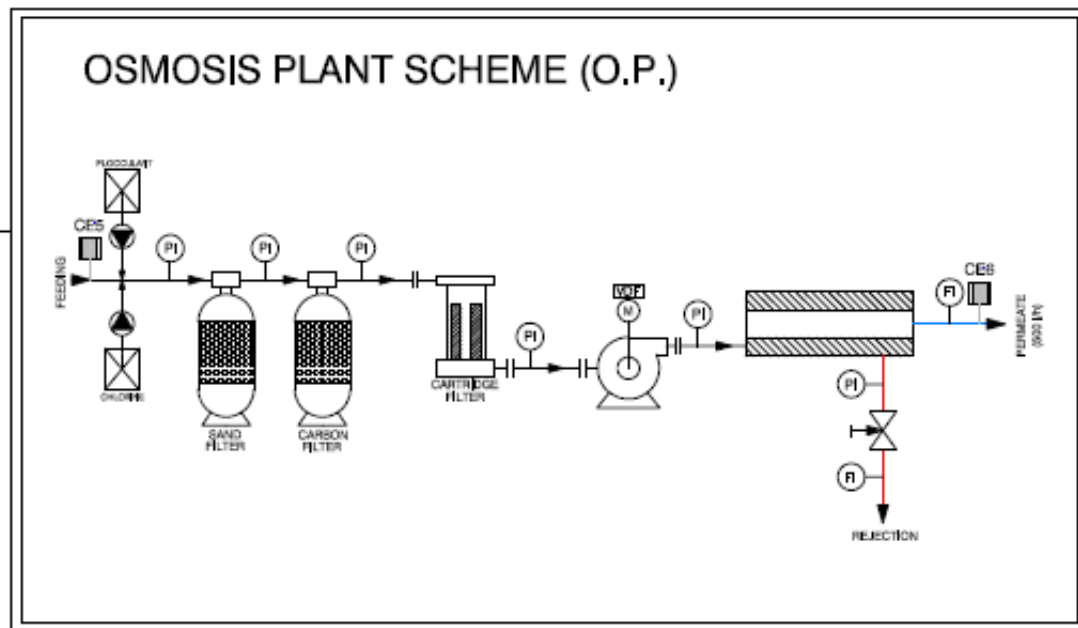 OSMOSIS PLANT SCHEME (O.P.)
FLOCCULANT
CE5
PI
PI
PI
FEEDING
CHLORINE
SAND
FILTER
CARBON
FILTER
CARTRIDGE
FILTER
PI
VDF
M
PI
FI
CE6
PERMEATE
(500 l/h)
PI
FI
REJECTION